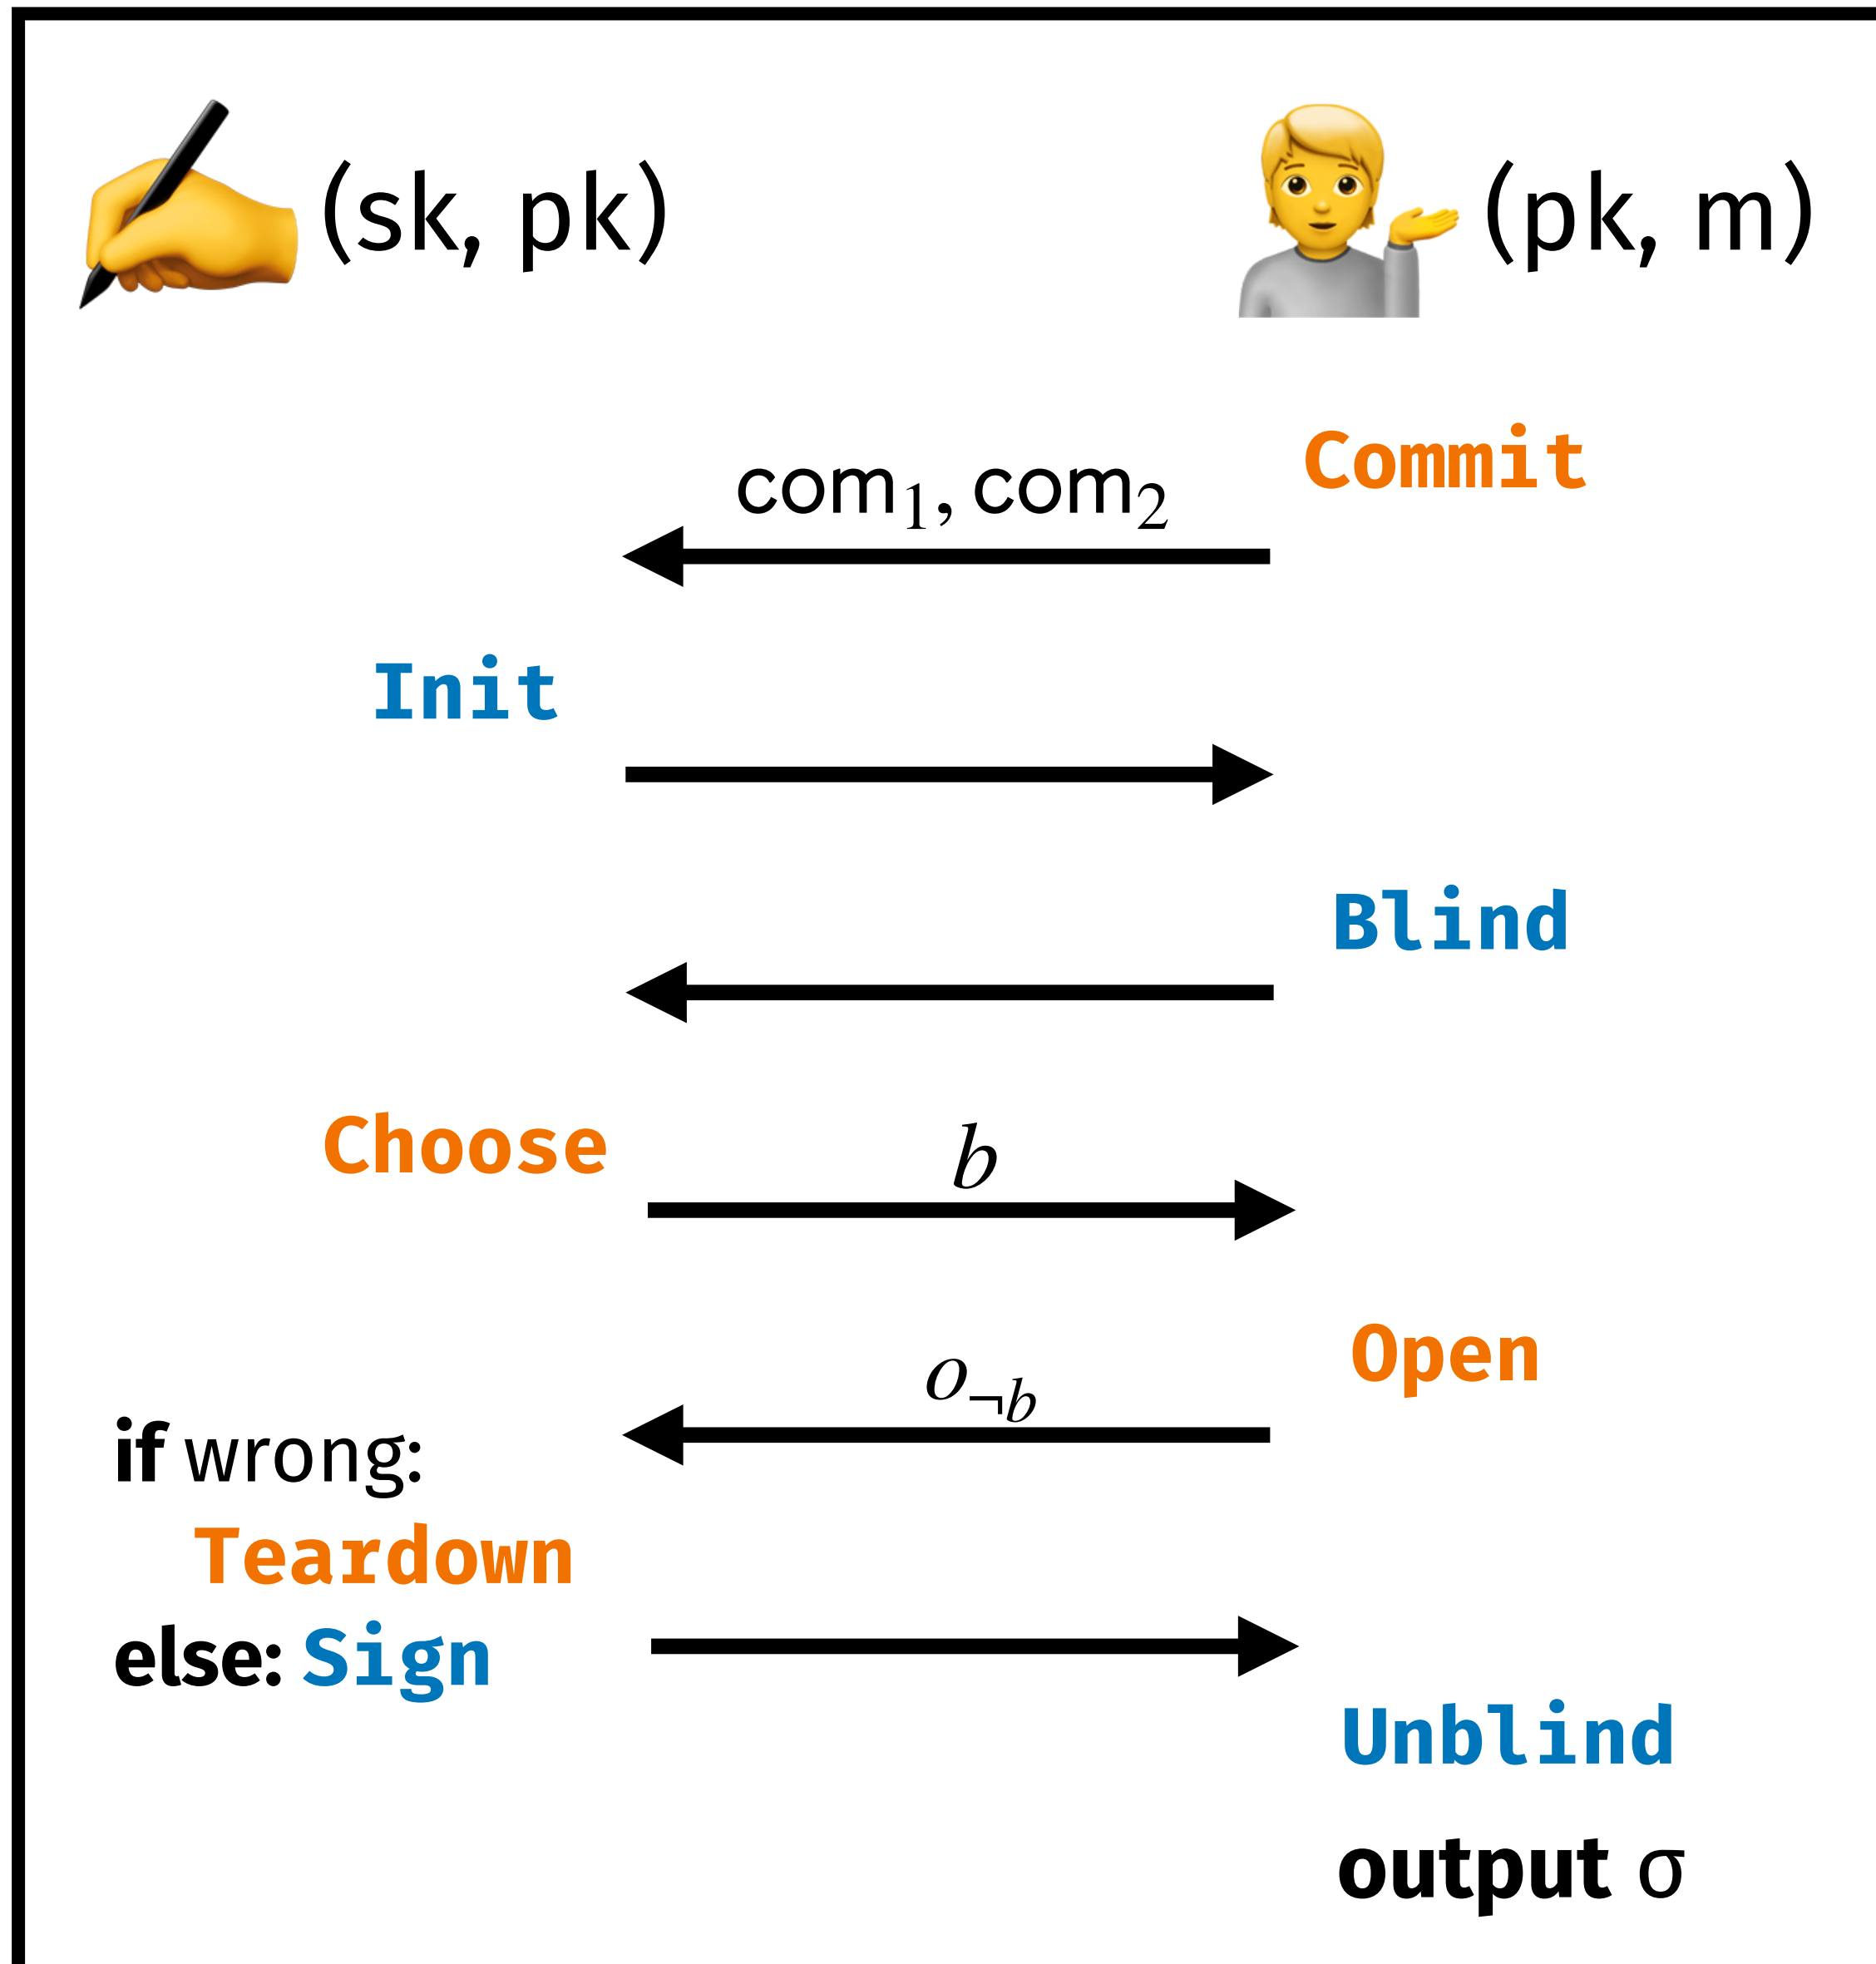 (sk, pk)
(pk, m)
Commit
com₁, com₂
Init
Blind
Choose
b
Open
o¬b
if wrong:
Teardown
else: Sign
Unblind
output σ